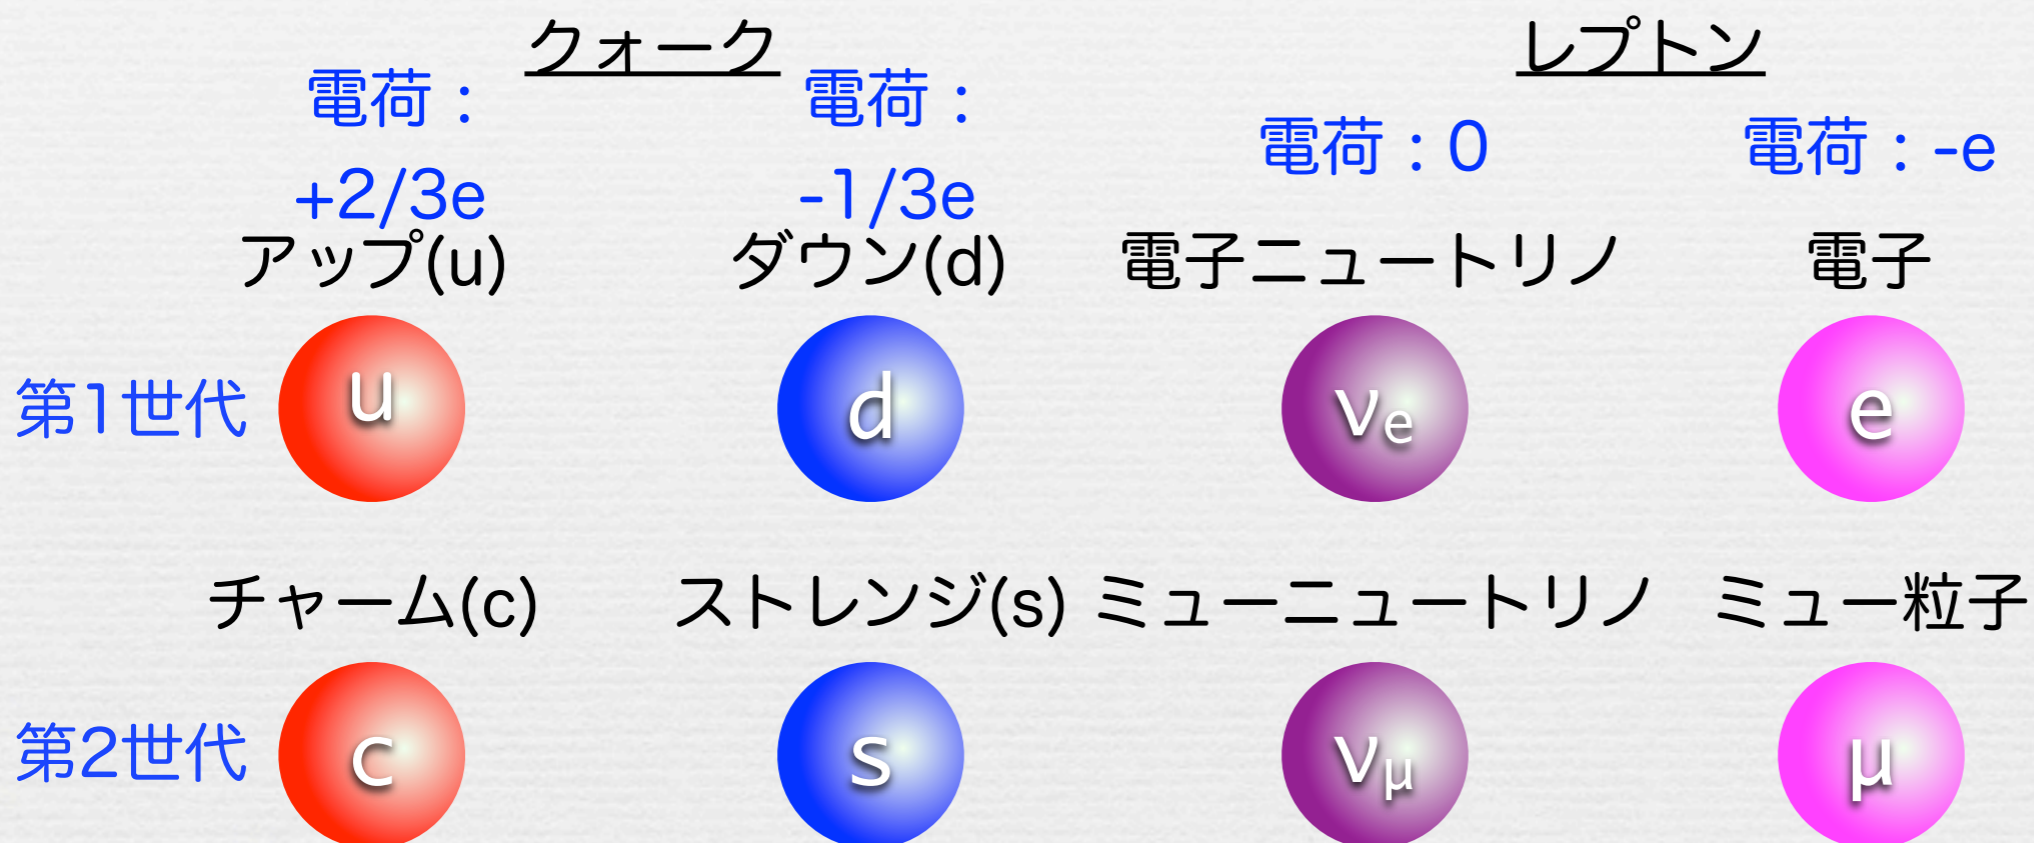 クォーク
レプトン
電荷：
+2/3e
電荷：
-1/3e
電荷：0
電荷：-e
アップ(u)
ダウン(d)
電子ニュートリノ
電子
第1世代
u
d
νe
e
チャーム(c)
ストレンジ(s)
ミューニュートリノ
ミュー粒子
第2世代
c
s
νμ
μ